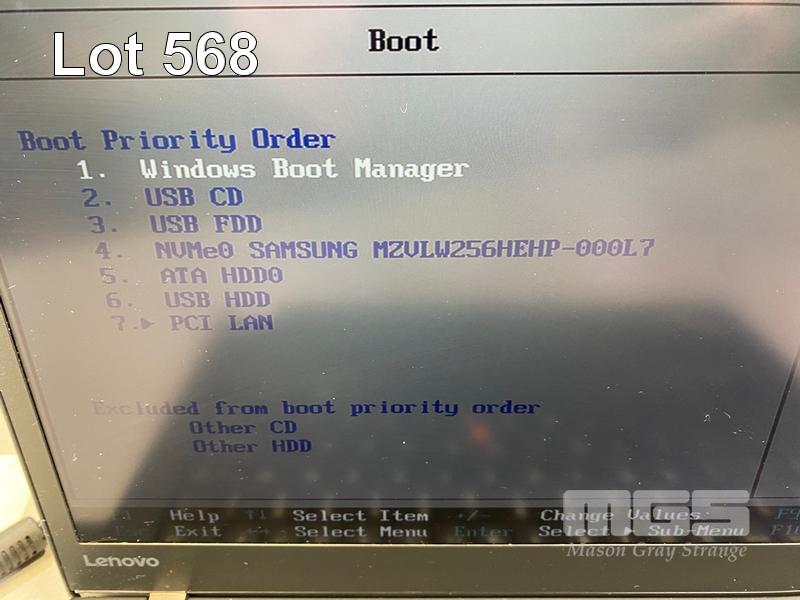 Lot 568
Boot
Boot Priority Order
1. Windows Boot Manager
2. USB CD
3. USB FDD
4. NVMe0 SAMSUNG MZVLW256HEHP-000L7
5. ATA HDD0
6. USB HDD
7.▶ PCI LAN
Excluded from boot priority order
Other CD
Other HDD
Help ↑↓ Select Item +/- Change Values F9
Exit ←→ Select Menu Enter Select ▶ Sub-Menu F10
MGS
Mason Gray Strange
Lenovo